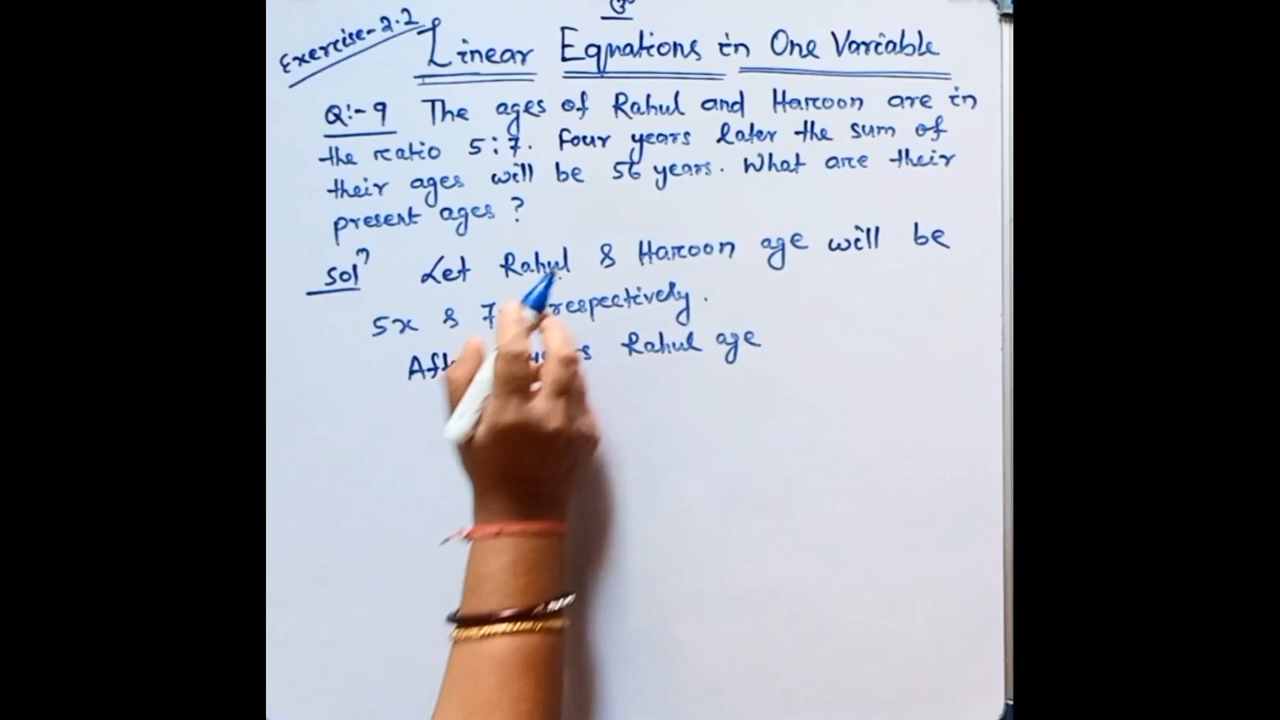 Exercise-2.2
Linear Equations in One Variable
Q:-9 The ages of Rahul and Haroon are in
the ratio 5:7. Four years later the sum of
their ages will be 56 years. What are their
present ages?
Solⁿ Let Rahul & Haroon age will be
5x & 7 respectively.
Rahul age